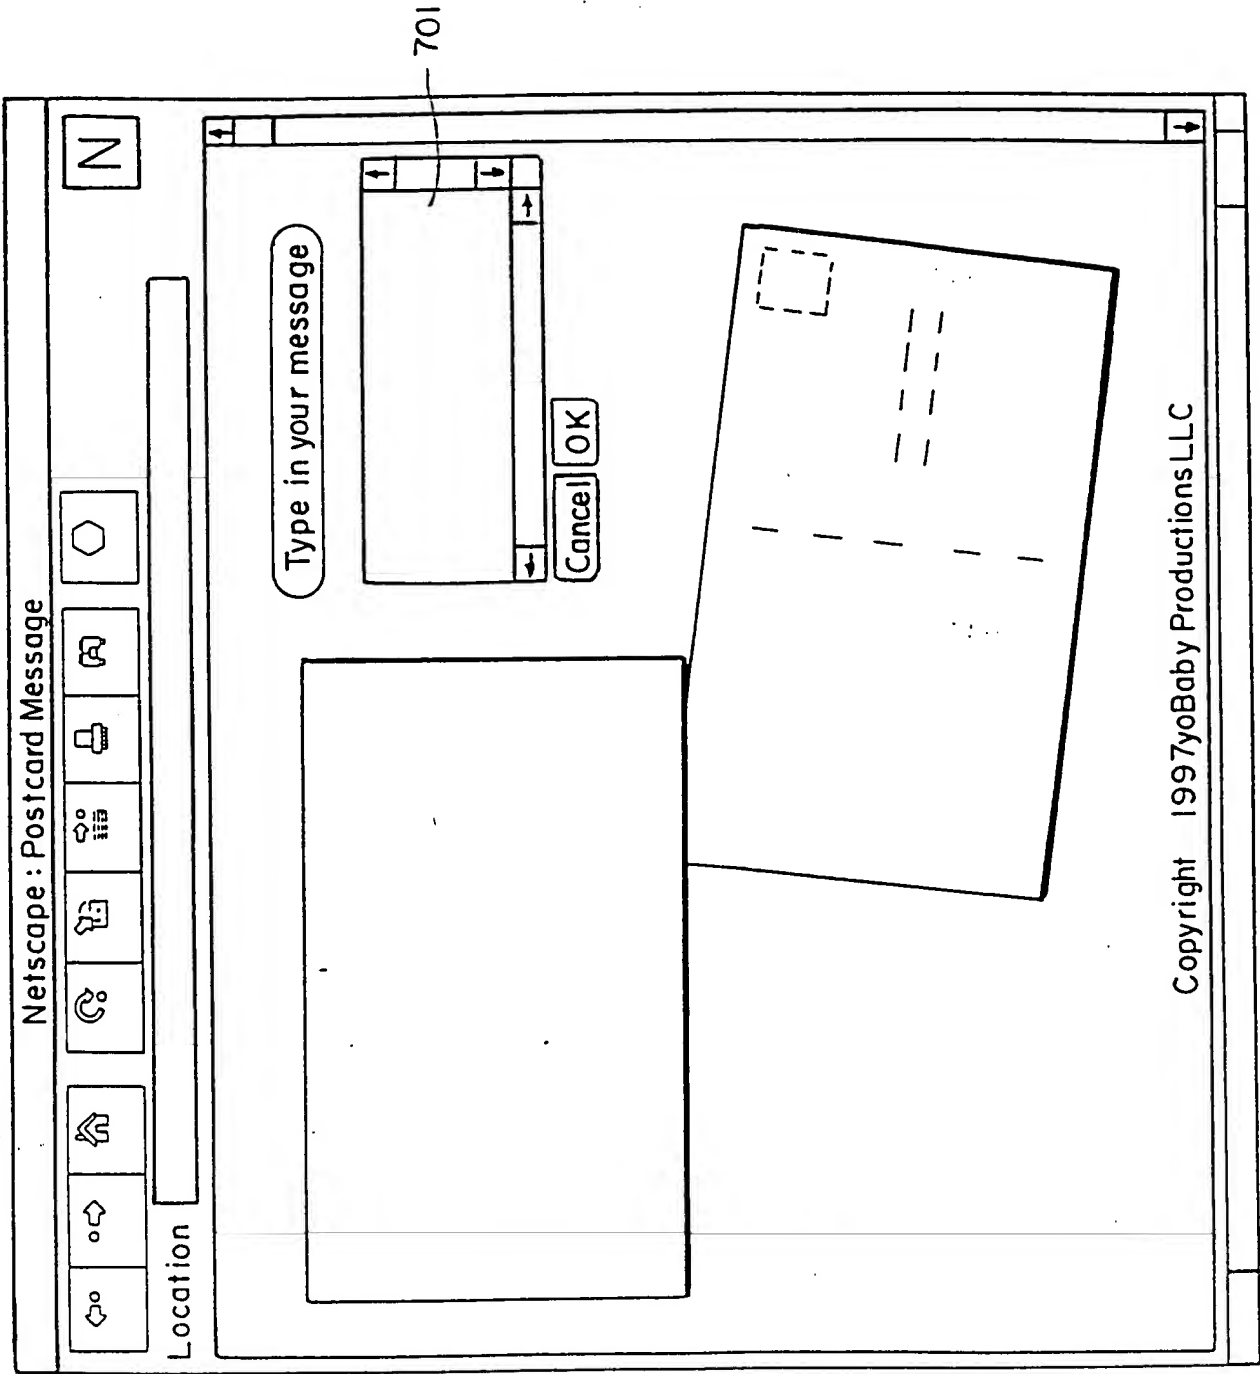 Netscape : Postcard Message
N
Location
Type in your message
701
Cancel OK
Copyright 1997yoBaby Productions LLC